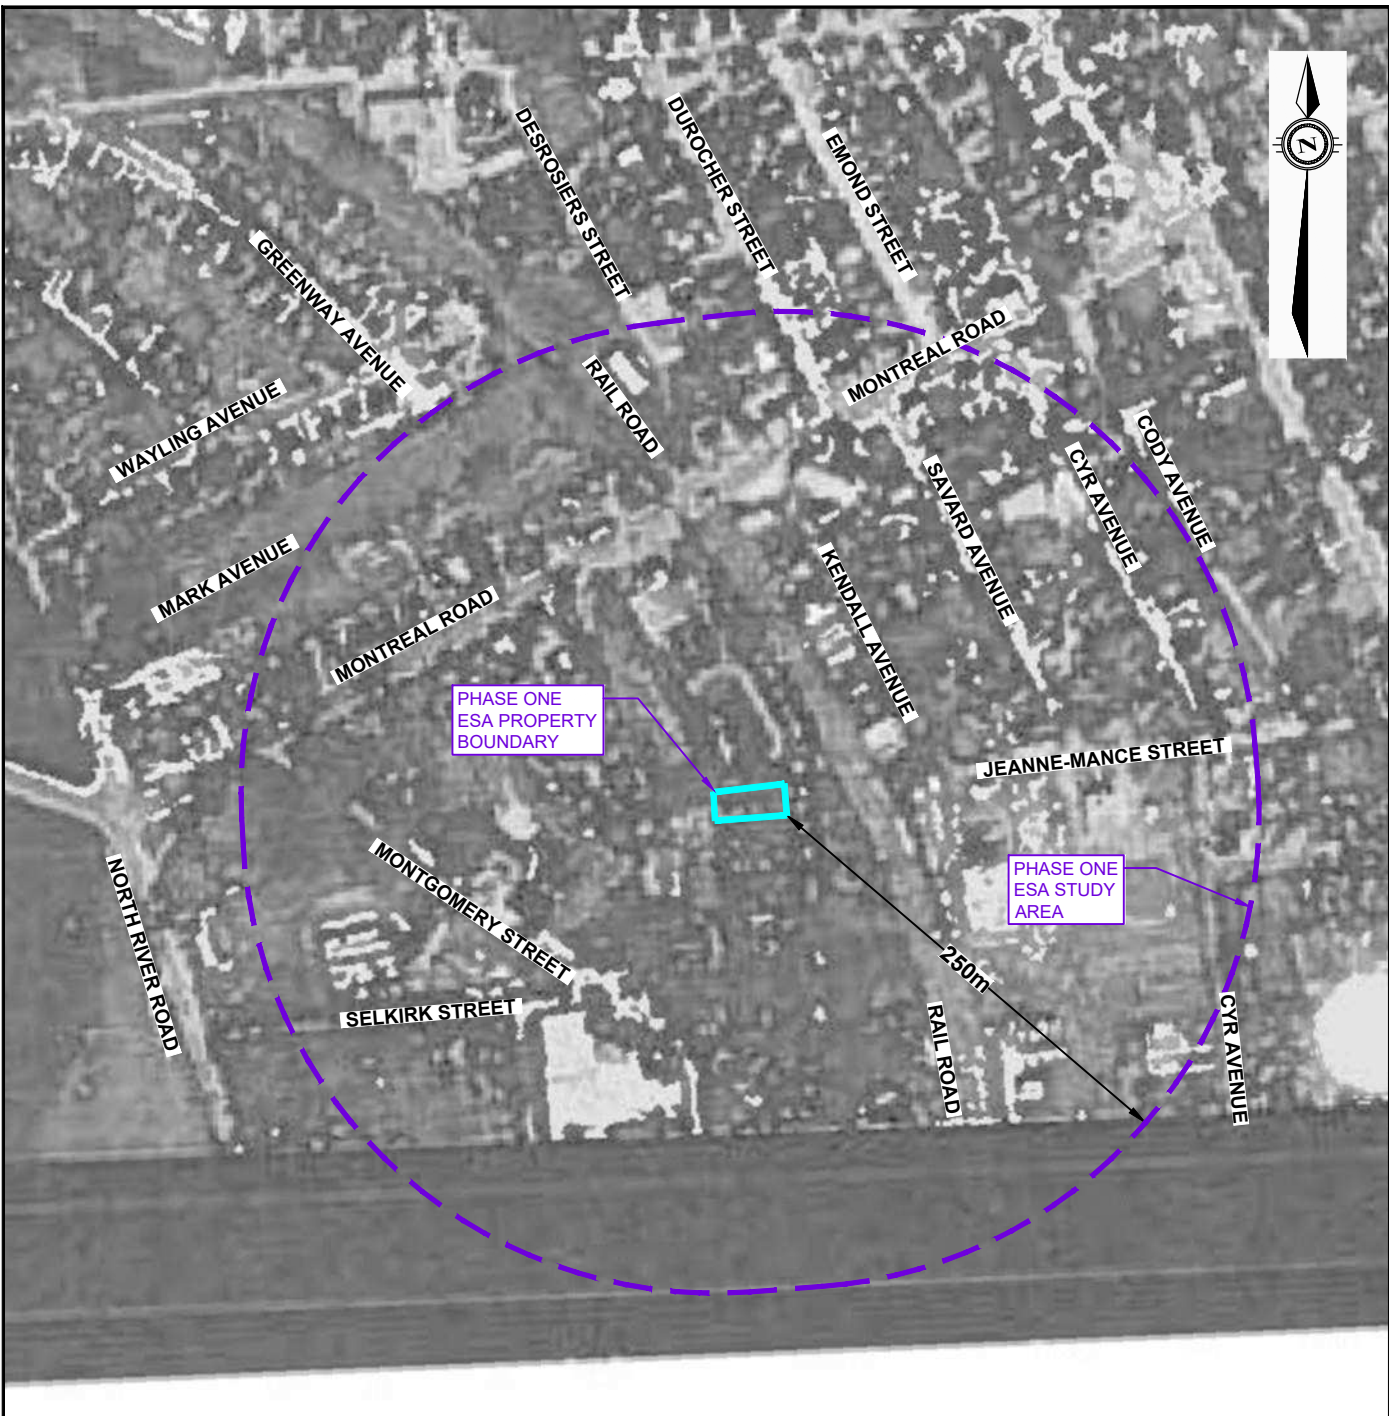 DESROSIERS STREET
DUROCHER STREET
EMOND STREET
N
GREENWAY AVENUE
MONTREAL ROAD
RAIL ROAD
WAYLING AVENUE
CODY AVENUE
CYR AVENUE
SAVARD AVENUE
MARK AVENUE
KENDALL AVENUE
MONTREAL ROAD
PHASE ONE
ESA PROPERTY
BOUNDARY
JEANNE-MANCE STREET
MONTGOMERY STREET
NORTH RIVER ROAD
PHASE ONE
ESA STUDY
AREA
250m
SELKIRK STREET
RAIL ROAD
CYR AVENUE